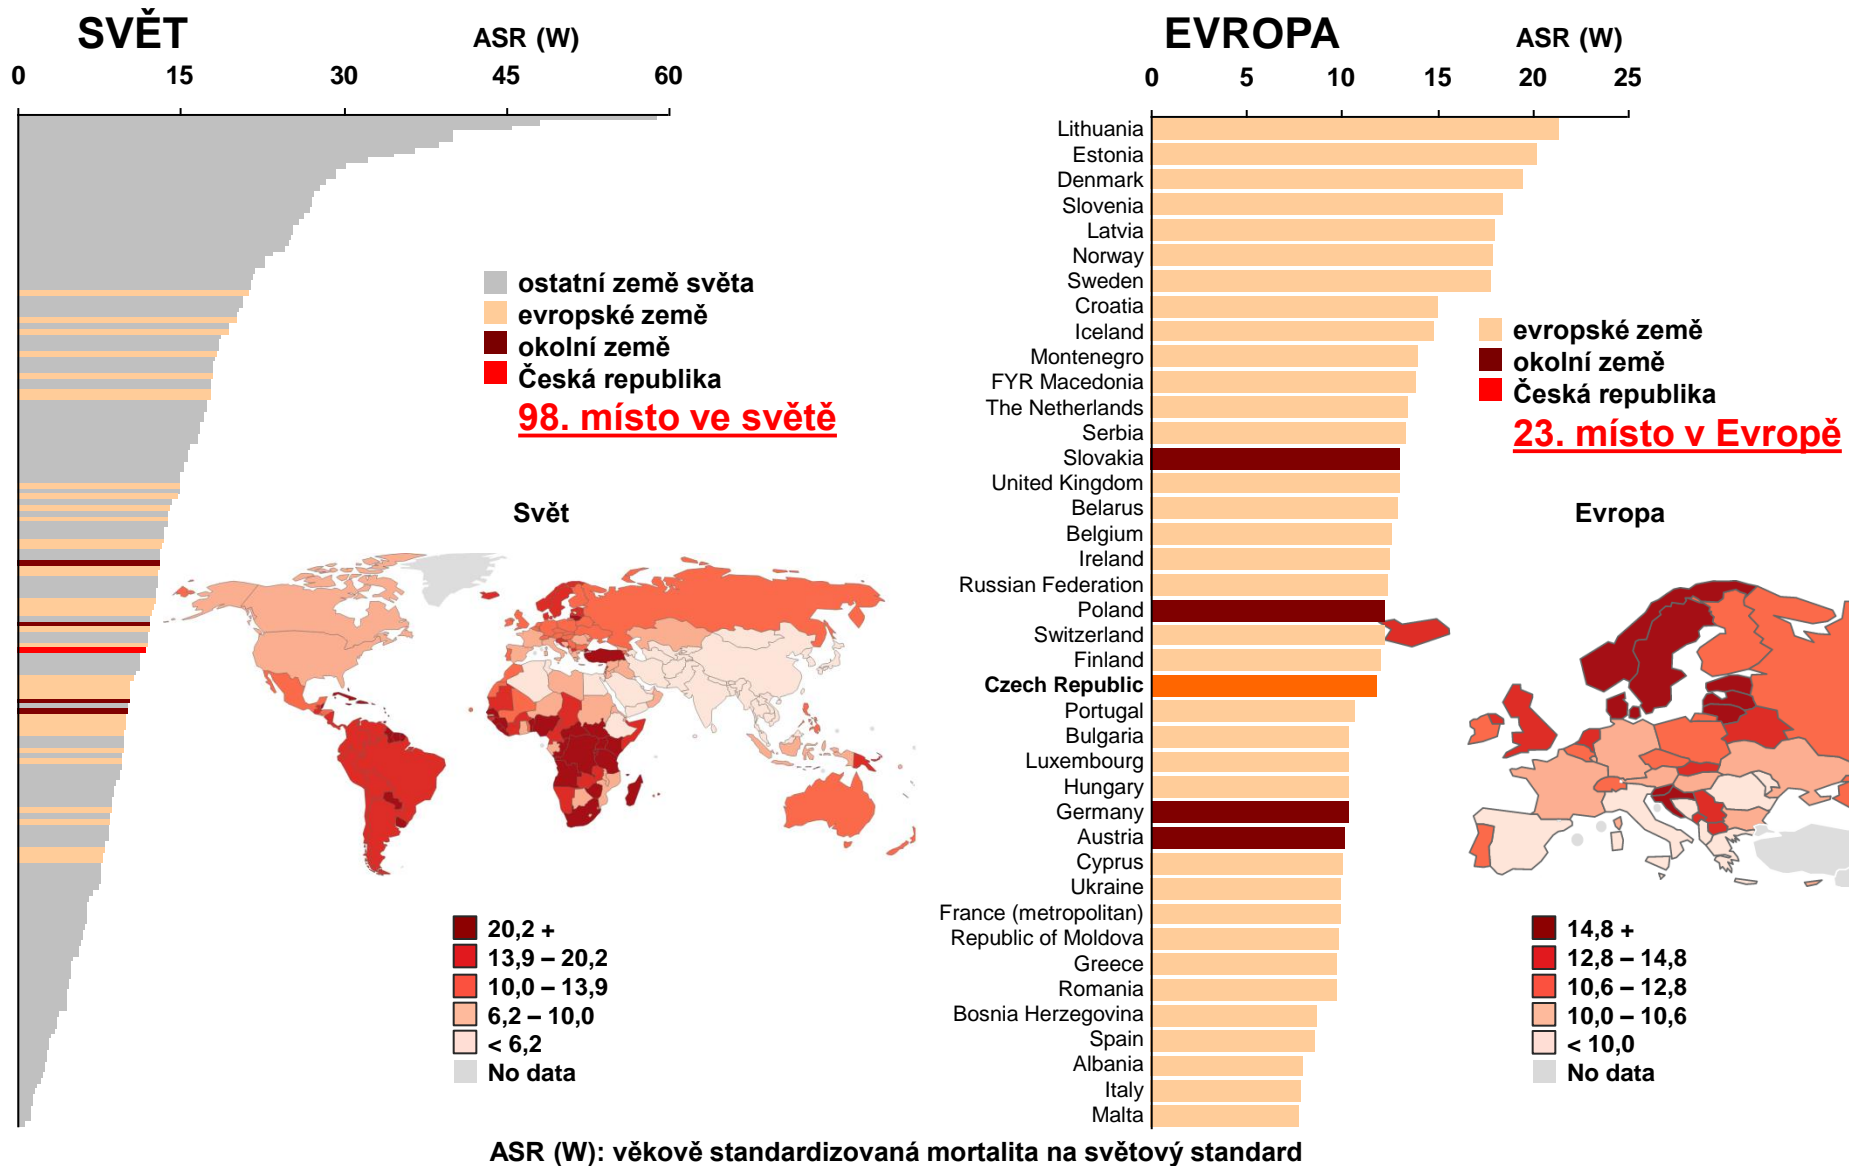 SVĚT
ASR (W)
0 15 30 45 60
ostatní země světa
evropské země
okolní země
Česká republika
98. místo ve světě
Svět
20,2 +
13,9 – 20,2
10,0 – 13,9
6,2 – 10,0
< 6,2
No data
EVROPA
ASR (W)
0 5 10 15 20 25
Lithuania
Estonia
Denmark
Slovenia
Latvia
Norway
Sweden
Croatia
Iceland
Montenegro
FYR Macedonia
The Netherlands
Serbia
Slovakia
United Kingdom
Belarus
Belgium
Ireland
Russian Federation
Poland
Switzerland
Finland
Czech Republic
Portugal
Bulgaria
Luxembourg
Hungary
Germany
Austria
Cyprus
Ukraine
France (metropolitan)
Republic of Moldova
Greece
Romania
Bosnia Herzegovina
Spain
Albania
Italy
Malta
evropské země
okolní země
Česká republika
23. místo v Evropě
Evropa
14,8 +
12,8 – 14,8
10,6 – 12,8
10,0 – 10,6
< 10,0
No data
ASR (W): věkově standardizovaná mortalita na světový standard